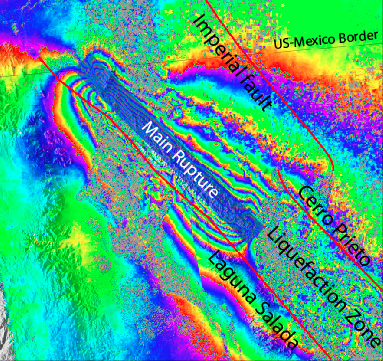 Imperial fault
US-Mexico Border
Main Rupture
Cerro Prieto
Liquefaction Zone
Laguna Salada